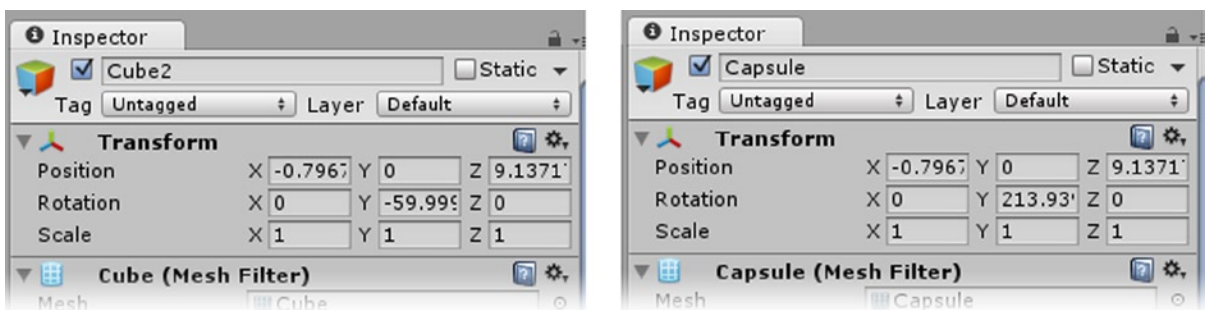 Inspector
Cube2 Static
Tag Untagged Layer Default
Transform
Position X -0.7967 Y 0 Z 9.1371
Rotation X 0 Y -59.999 Z 0
Scale X 1 Y 1 Z 1
Cube (Mesh Filter)
Mesh Cube
Inspector
Capsule Static
Tag Untagged Layer Default
Transform
Position X -0.7967 Y 0 Z 9.1371
Rotation X 0 Y 213.93 Z 0
Scale X 1 Y 1 Z 1
Capsule (Mesh Filter)
Mesh Capsule